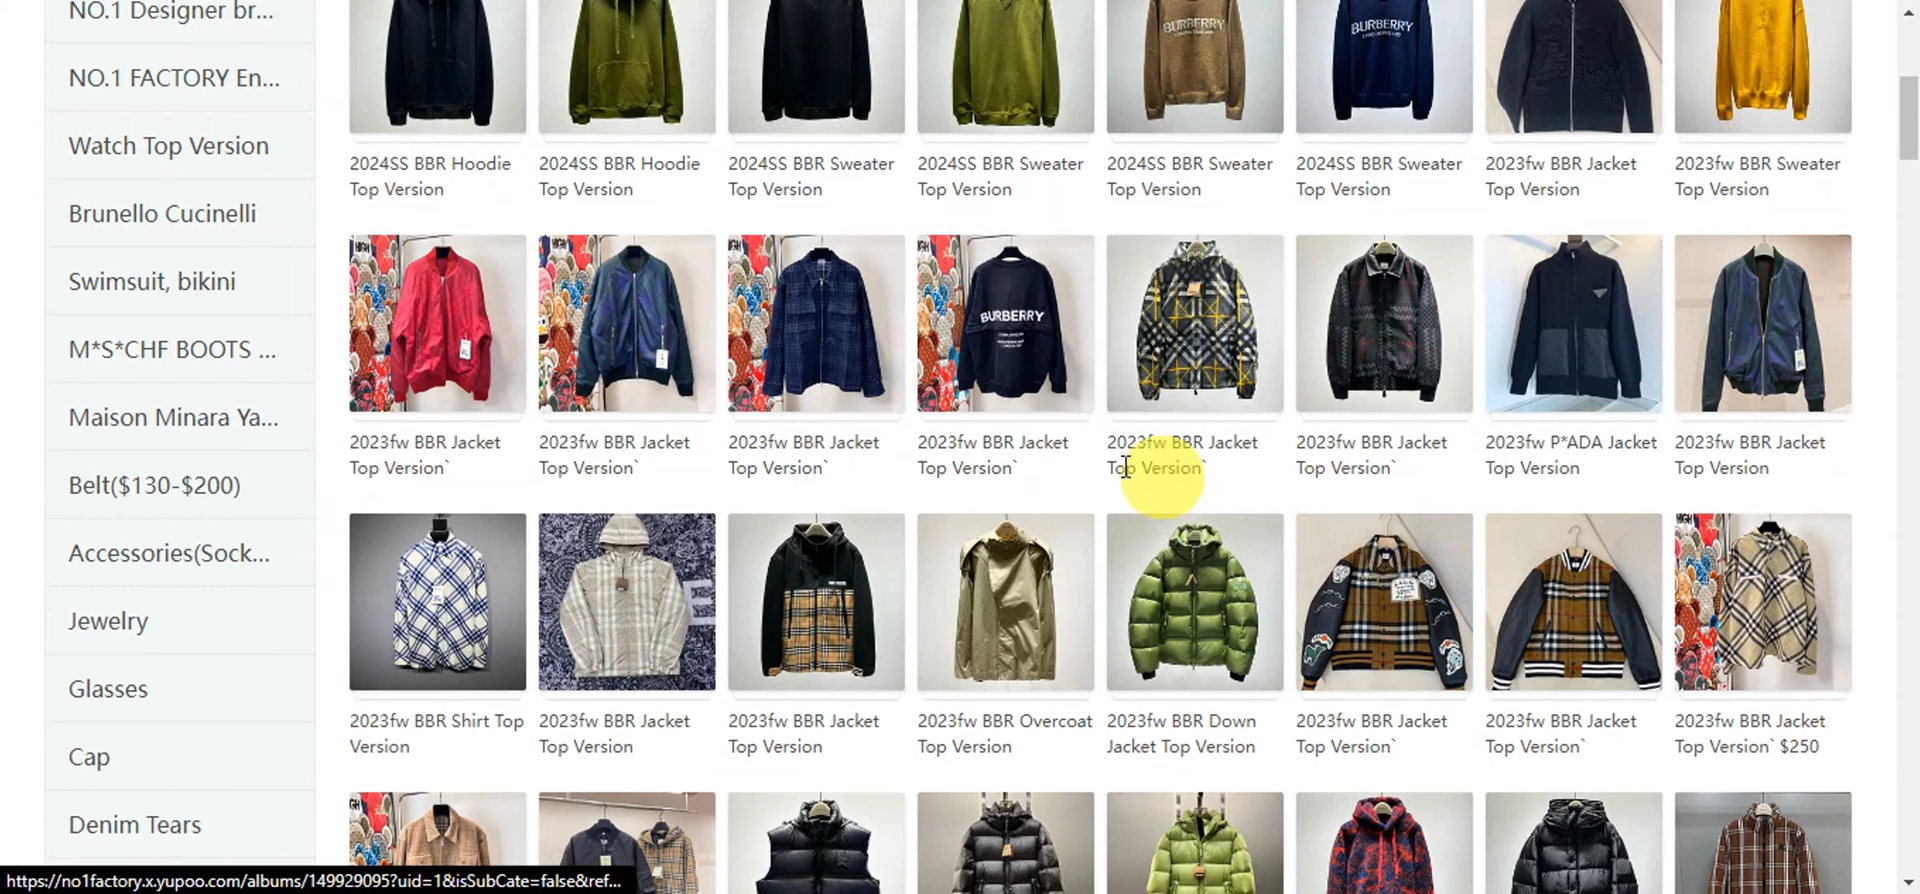 NO.1 Designer br...
NO.1 FACTORY En...
Watch Top Version
Brunello Cucinelli
Swimsuit, bikini
M*S*CHF BOOTS ...
Maison Minara Ya...
Belt($130-$200)
Accessories(Sock...
Jewelry
Glasses
Cap
Denim Tears
BURBERRY
BURBERRY
2024SS BBR Hoodie
Top Version
2024SS BBR Hoodie
Top Version
2024SS BBR Sweater
Top Version
2024SS BBR Sweater
Top Version
2024SS BBR Sweater
Top Version
2024SS BBR Sweater
Top Version
2023fw BBR Jacket
Top Version
2023fw BBR Sweater
Top Version
HIGH
HIGH
HIGH
HIGH
BURBERRY
2023fw BBR Jacket
Top Version`
2023fw BBR Jacket
Top Version`
2023fw BBR Jacket
Top Version`
2023fw BBR Jacket
Top Version`
2023fw BBR Jacket
Top Version`
2023fw BBR Jacket
Top Version`
2023fw P*ADA Jacket
Top Version
2023fw BBR Jacket
Top Version
HIGH
2023fw BBR Shirt Top
Version
2023fw BBR Jacket
Top Version
2023fw BBR Jacket
Top Version
2023fw BBR Overcoat
Top Version
2023fw BBR Down
Jacket Top Version
2023fw BBR Jacket
Top Version`
2023fw BBR Jacket
Top Version`
2023fw BBR Jacket
Top Version` $250
HIGH
https://no1factory.x.yupoo.com/albums/149929095?uid=1&isSubCate=false&ref...